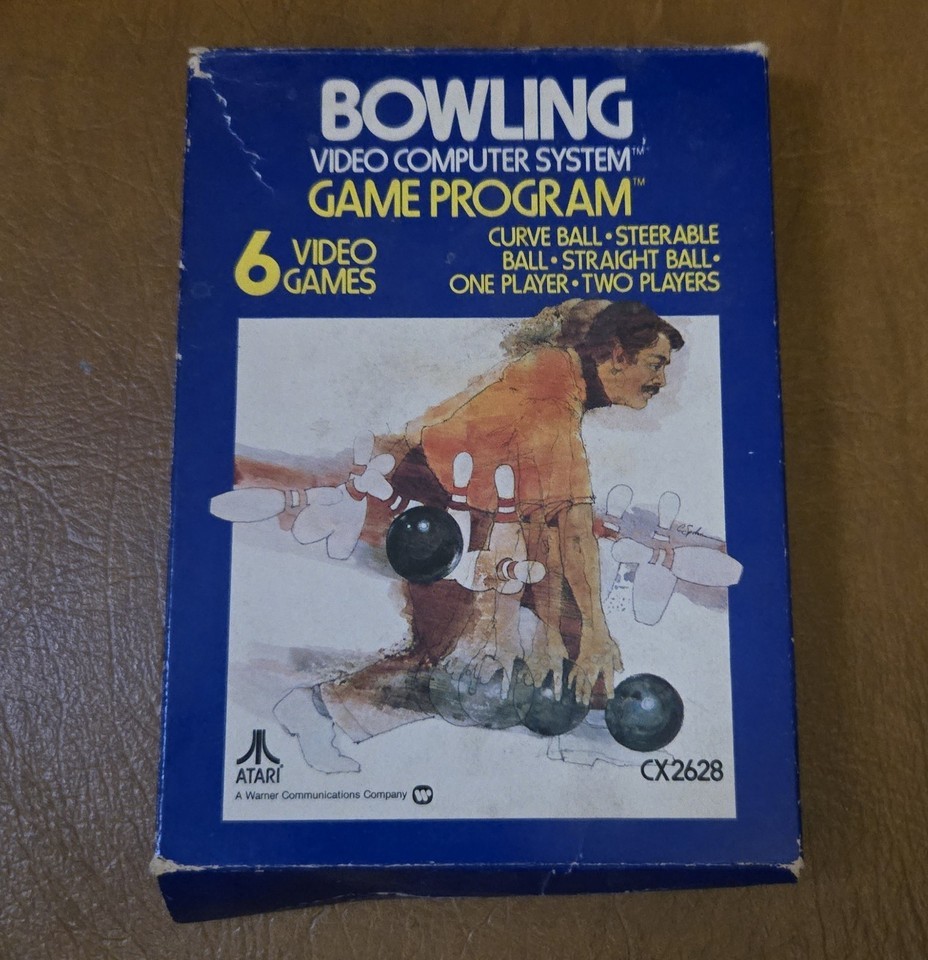 BOWLING
VIDEO COMPUTER SYSTEM™
GAME PROGRAM™
6 VIDEO GAMES
CURVE BALL • STEERABLE
BALL • STRAIGHT BALL •
ONE PLAYER • TWO PLAYERS
ATARI®
A Warner Communications Company
CX2628